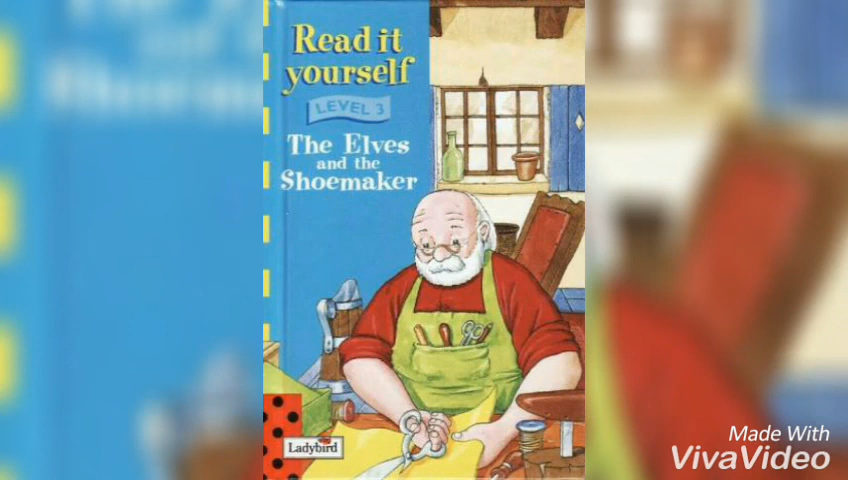 Read it
yourself
LEVEL 3
The Elves
and the
Shoemaker
Ladybird
Made With
VivaVideo